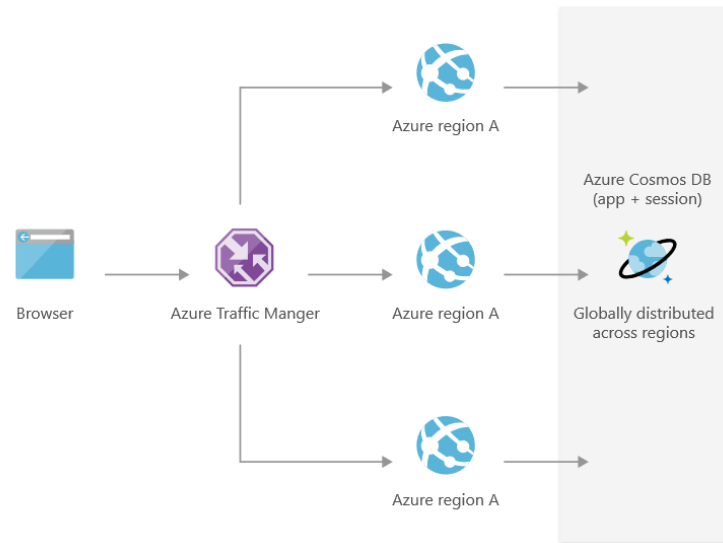 Azure region A
Azure Cosmos DB
(app + session)
Browser
Azure Traffic Manger
Azure region A
Globally distributed
across regions
Azure region A